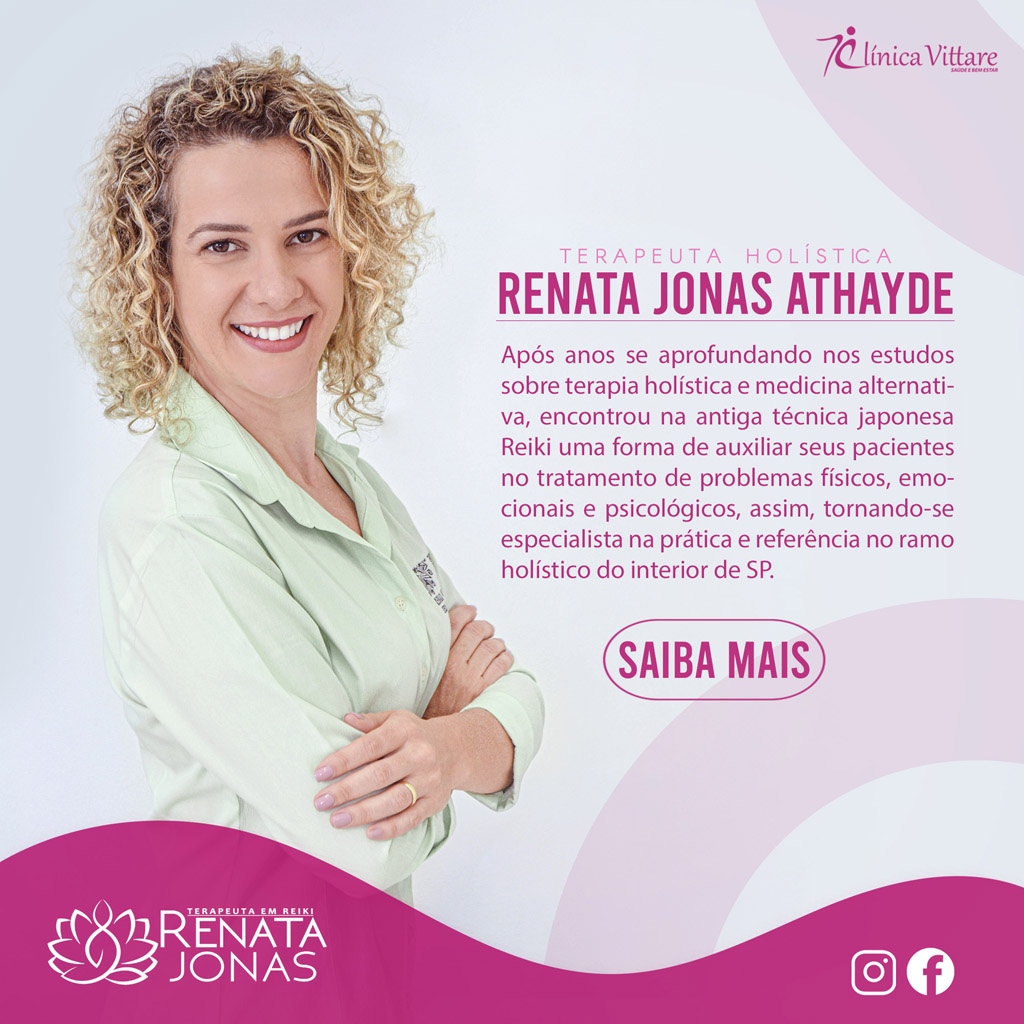 Clínica Vittare
SAÚDE E BEM ESTAR
TERAPEUTA HOLÍSTICA
RENATA JONAS ATHAYDE
Após anos se aprofundando nos estudos
sobre terapia holística e medicina alternati-
va, encontrou na antiga técnica japonesa
Reiki uma forma de auxiliar seus pacientes
no tratamento de problemas físicos, emo-
cionais e psicológicos, assim, tornando-se
especialista na prática e referência no ramo
holístico do interior de SP.
SAIBA MAIS
TERAPEUTA EM REIKI
RENATA
JONAS